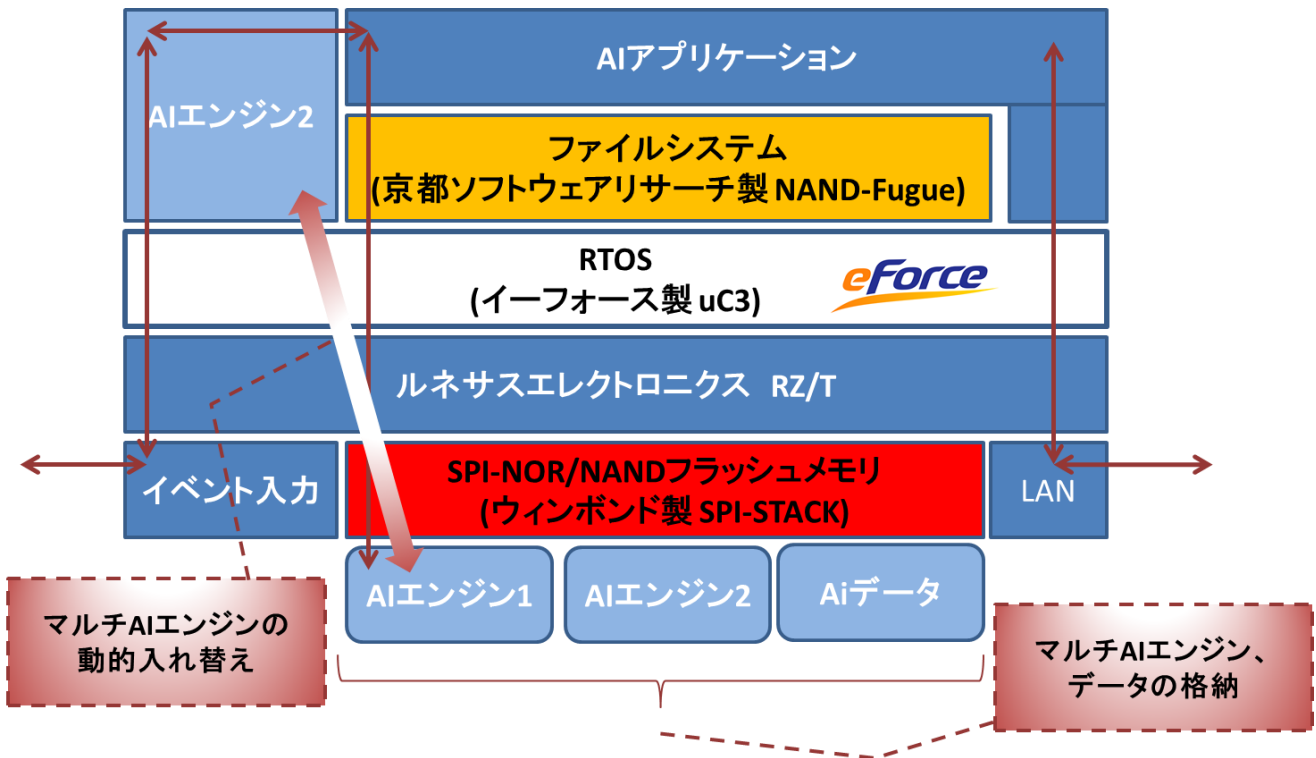 AIエンジン2
AIアプリケーション
ファイルシステム
(京都ソフトウェアリサーチ製 NAND-Fugue)
RTOS
(イーフォース製 uC3)
eForce
ルネサスエレクトロニクス RZ/T
イベント入力
SPI-NOR/NANDフラッシュメモリ
(ウィンボンド製 SPI-STACK)
LAN
AIエンジン1
AIエンジン2
Aiデータ
マルチAIエンジンの
動的入れ替え
マルチAIエンジン、
データの格納